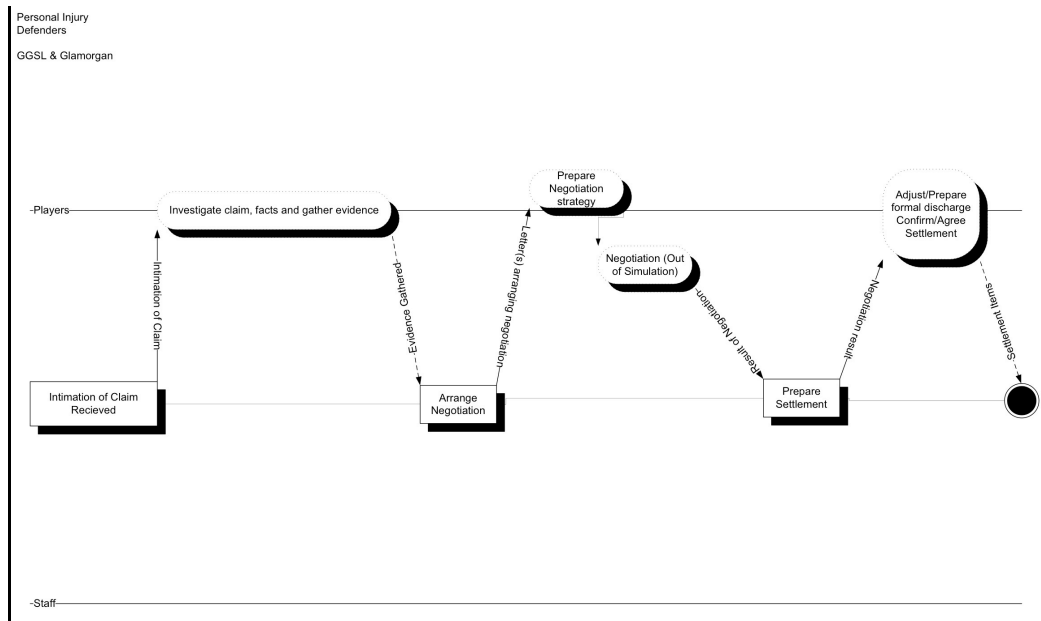 Personal Injury
Defenders
GGSL & Glamorgan
Prepare
Negotiation
strategy
Adjust/Prepare
formal discharge
Confirm/Agree
Settlement
Players
Investigate claim, facts and gather evidence
Negotiation (Out
of Simulation)
Intimation of Claim
Evidence Gathered
Letter(s) arranging negotiation
Result of Negotiation
Negotiation result
Settlement Items
Intimation of Claim
Recieved
Arrange
Negotiation
Prepare
Settlement
Staff